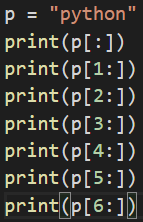 p = "python"
print(p[:])
print(p[1:])
print(p[2:])
print(p[3:])
print(p[4:])
print(p[5:])
print(p[6:])